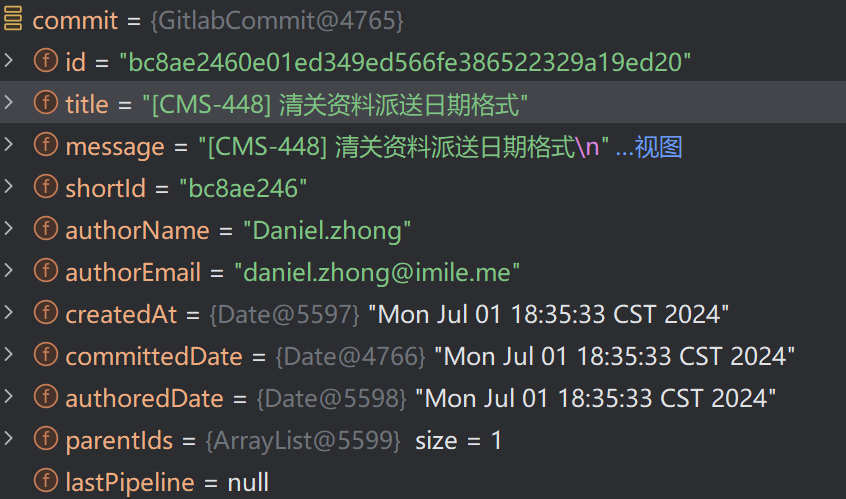 commit = {GitlabCommit@4765}
f id = "bc8ae2460e01ed349ed566fe386522329a19ed20"
f title = "[CMS-448] 清关资料派送日期格式"
f message = "[CMS-448] 清关资料派送日期格式\n" ...视图
f shortId = "bc8ae246"
f authorName = "Daniel.zhong"
f authorEmail = "daniel.zhong@imile.me"
f createdAt = {Date@5597} "Mon Jul 01 18:35:33 CST 2024"
f committedDate = {Date@4766} "Mon Jul 01 18:35:33 CST 2024"
f authoredDate = {Date@5598} "Mon Jul 01 18:35:33 CST 2024"
f parentIds = {ArrayList@5599} size = 1
f lastPipeline = null